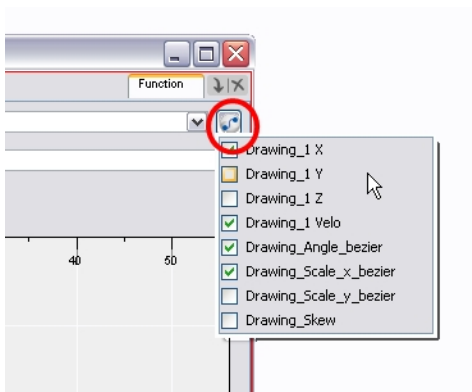 Function
Drawing_1 X
Drawing_1 Y
Drawing_1 Z
Drawing_1 Velo
Drawing_Angle_bezier
Drawing_Scale_x_bezier
Drawing_Scale_y_bezier
Drawing_Skew
40 50